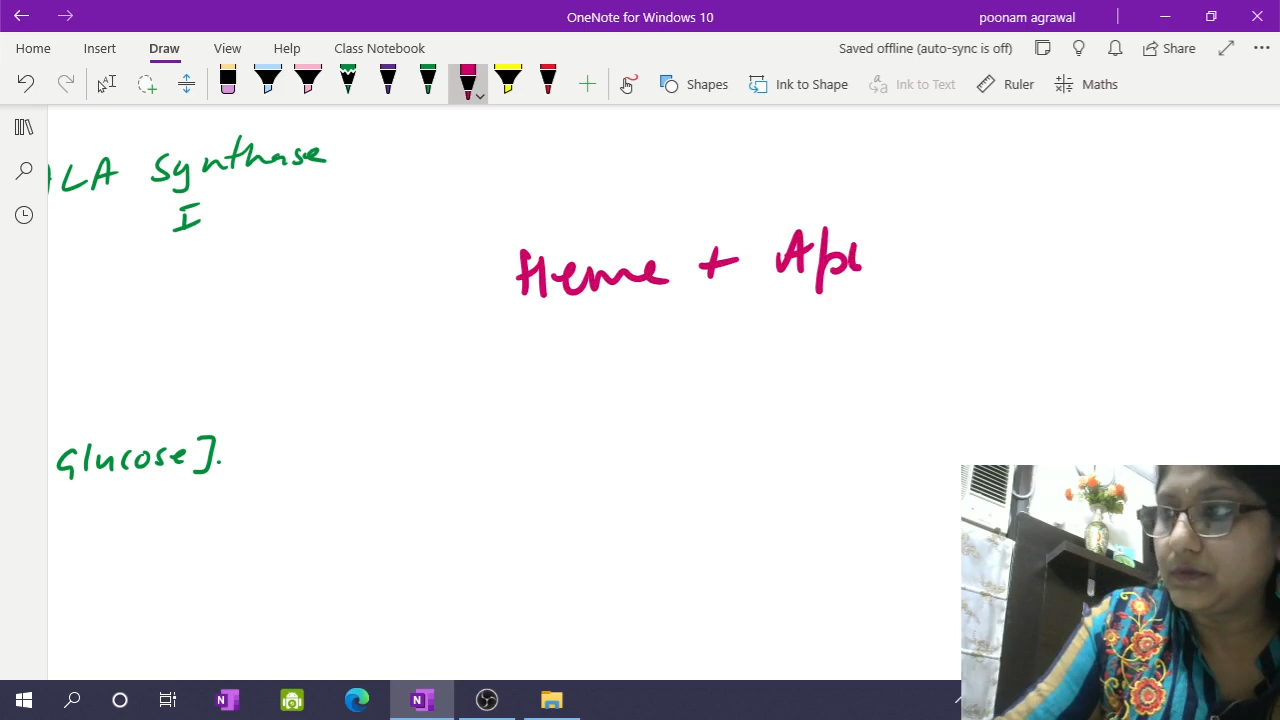 OneNote for Windows 10
poonam agrawal
Home Insert Draw View Help Class Notebook
Saved offline (auto-sync is off)
Share
Shapes
Ink to Shape
Ink to Text
Ruler
Maths
LA Synthase
I
Heme + Apo
Glucose].